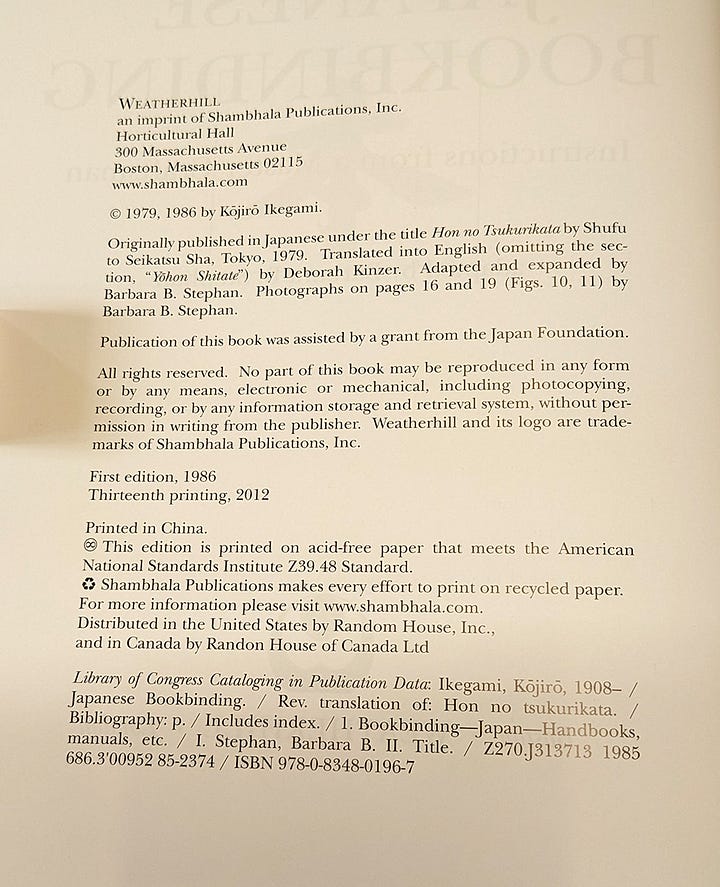 JAPANESE
BOOKBINDING
Instructions from a
WEATHERHILL
an imprint of Shambhala Publications, Inc.
Horticultural Hall
300 Massachusetts Avenue
Boston, Massachusetts 02115
www.shambhala.com
© 1979, 1986 by Kōjirō Ikegami.
Originally published in Japanese under the title Hon no Tsukurikata by Shufu
to Seikatsu Sha, Tokyo, 1979. Translated into English (omitting the sec-
tion, “Yōhon Shitate”) by Deborah Kinzer. Adapted and expanded by
Barbara B. Stephan. Photographs on pages 16 and 19 (Figs. 10, 11) by
Barbara B. Stephan.
Publication of this book was assisted by a grant from the Japan Foundation.
All rights reserved. No part of this book may be reproduced in any form
or by any means, electronic or mechanical, including photocopying,
recording, or by any information storage and retrieval system, without per-
mission in writing from the publisher. Weatherhill and its logo are trade-
marks of Shambhala Publications, Inc.
First edition, 1986
Thirteenth printing, 2012
Printed in China.
♾ This edition is printed on acid-free paper that meets the American
National Standards Institute Z39.48 Standard.
♻ Shambhala Publications makes every effort to print on recycled paper.
For more information please visit www.shambhala.com.
Distributed in the United States by Random House, Inc.,
and in Canada by Randon House of Canada Ltd
Library of Congress Cataloging in Publication Data: Ikegami, Kōjirō, 1908– /
Japanese Bookbinding. / Rev. translation of: Hon no tsukurikata. /
Bibliography: p. / Includes index. / 1. Bookbinding—Japan—Handbooks,
manuals, etc. / I. Stephan, Barbara B. II. Title. / Z270.J313713 1985
686.3'00952 85-2374 / ISBN 978-0-8348-0196-7